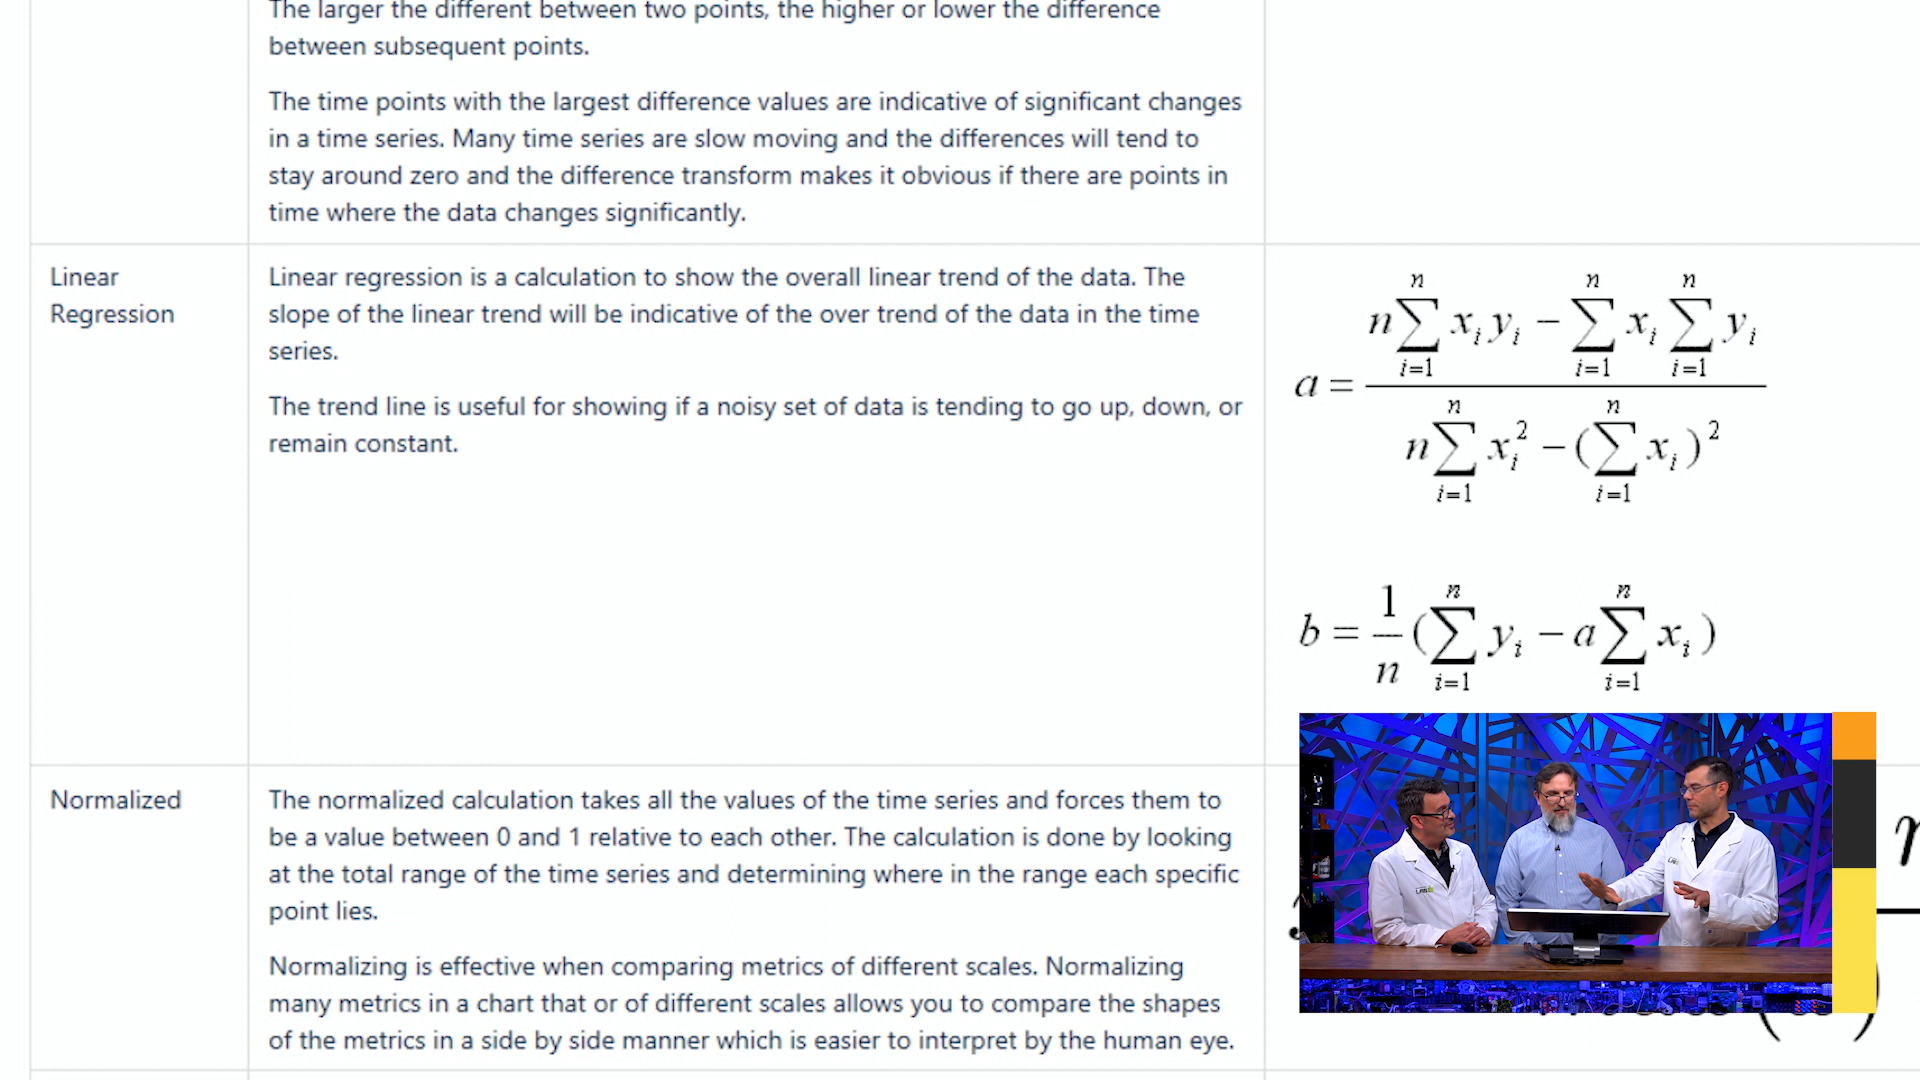 The larger the different between two points, the higher or lower the difference
between subsequent points.
The time points with the largest difference values are indicative of significant changes
in a time series. Many time series are slow moving and the differences will tend to
stay around zero and the difference transform makes it obvious if there are points in
time where the data changes significantly.
Linear
Regression
Linear regression is a calculation to show the overall linear trend of the data. The
slope of the linear trend will be indicative of the over trend of the data in the time
series.
The trend line is useful for showing if a noisy set of data is tending to go up, down, or
remain constant.
a = (n∑_{i=1}^{n} x_i y_i − ∑_{i=1}^{n} x_i ∑_{i=1}^{n} y_i) / (n∑_{i=1}^{n} x_i² − (∑_{i=1}^{n} x_i)²)
b = 1/n (∑_{i=1}^{n} y_i − a∑_{i=1}^{n} x_i)
Normalized
The normalized calculation takes all the values of the time series and forces them to
be a value between 0 and 1 relative to each other. The calculation is done by looking
at the total range of the time series and determining where in the range each specific
point lies.
Normalizing is effective when comparing metrics of different scales. Normalizing
many metrics in a chart that or of different scales allows you to compare the shapes
of the metrics in a side by side manner which is easier to interpret by the human eye.